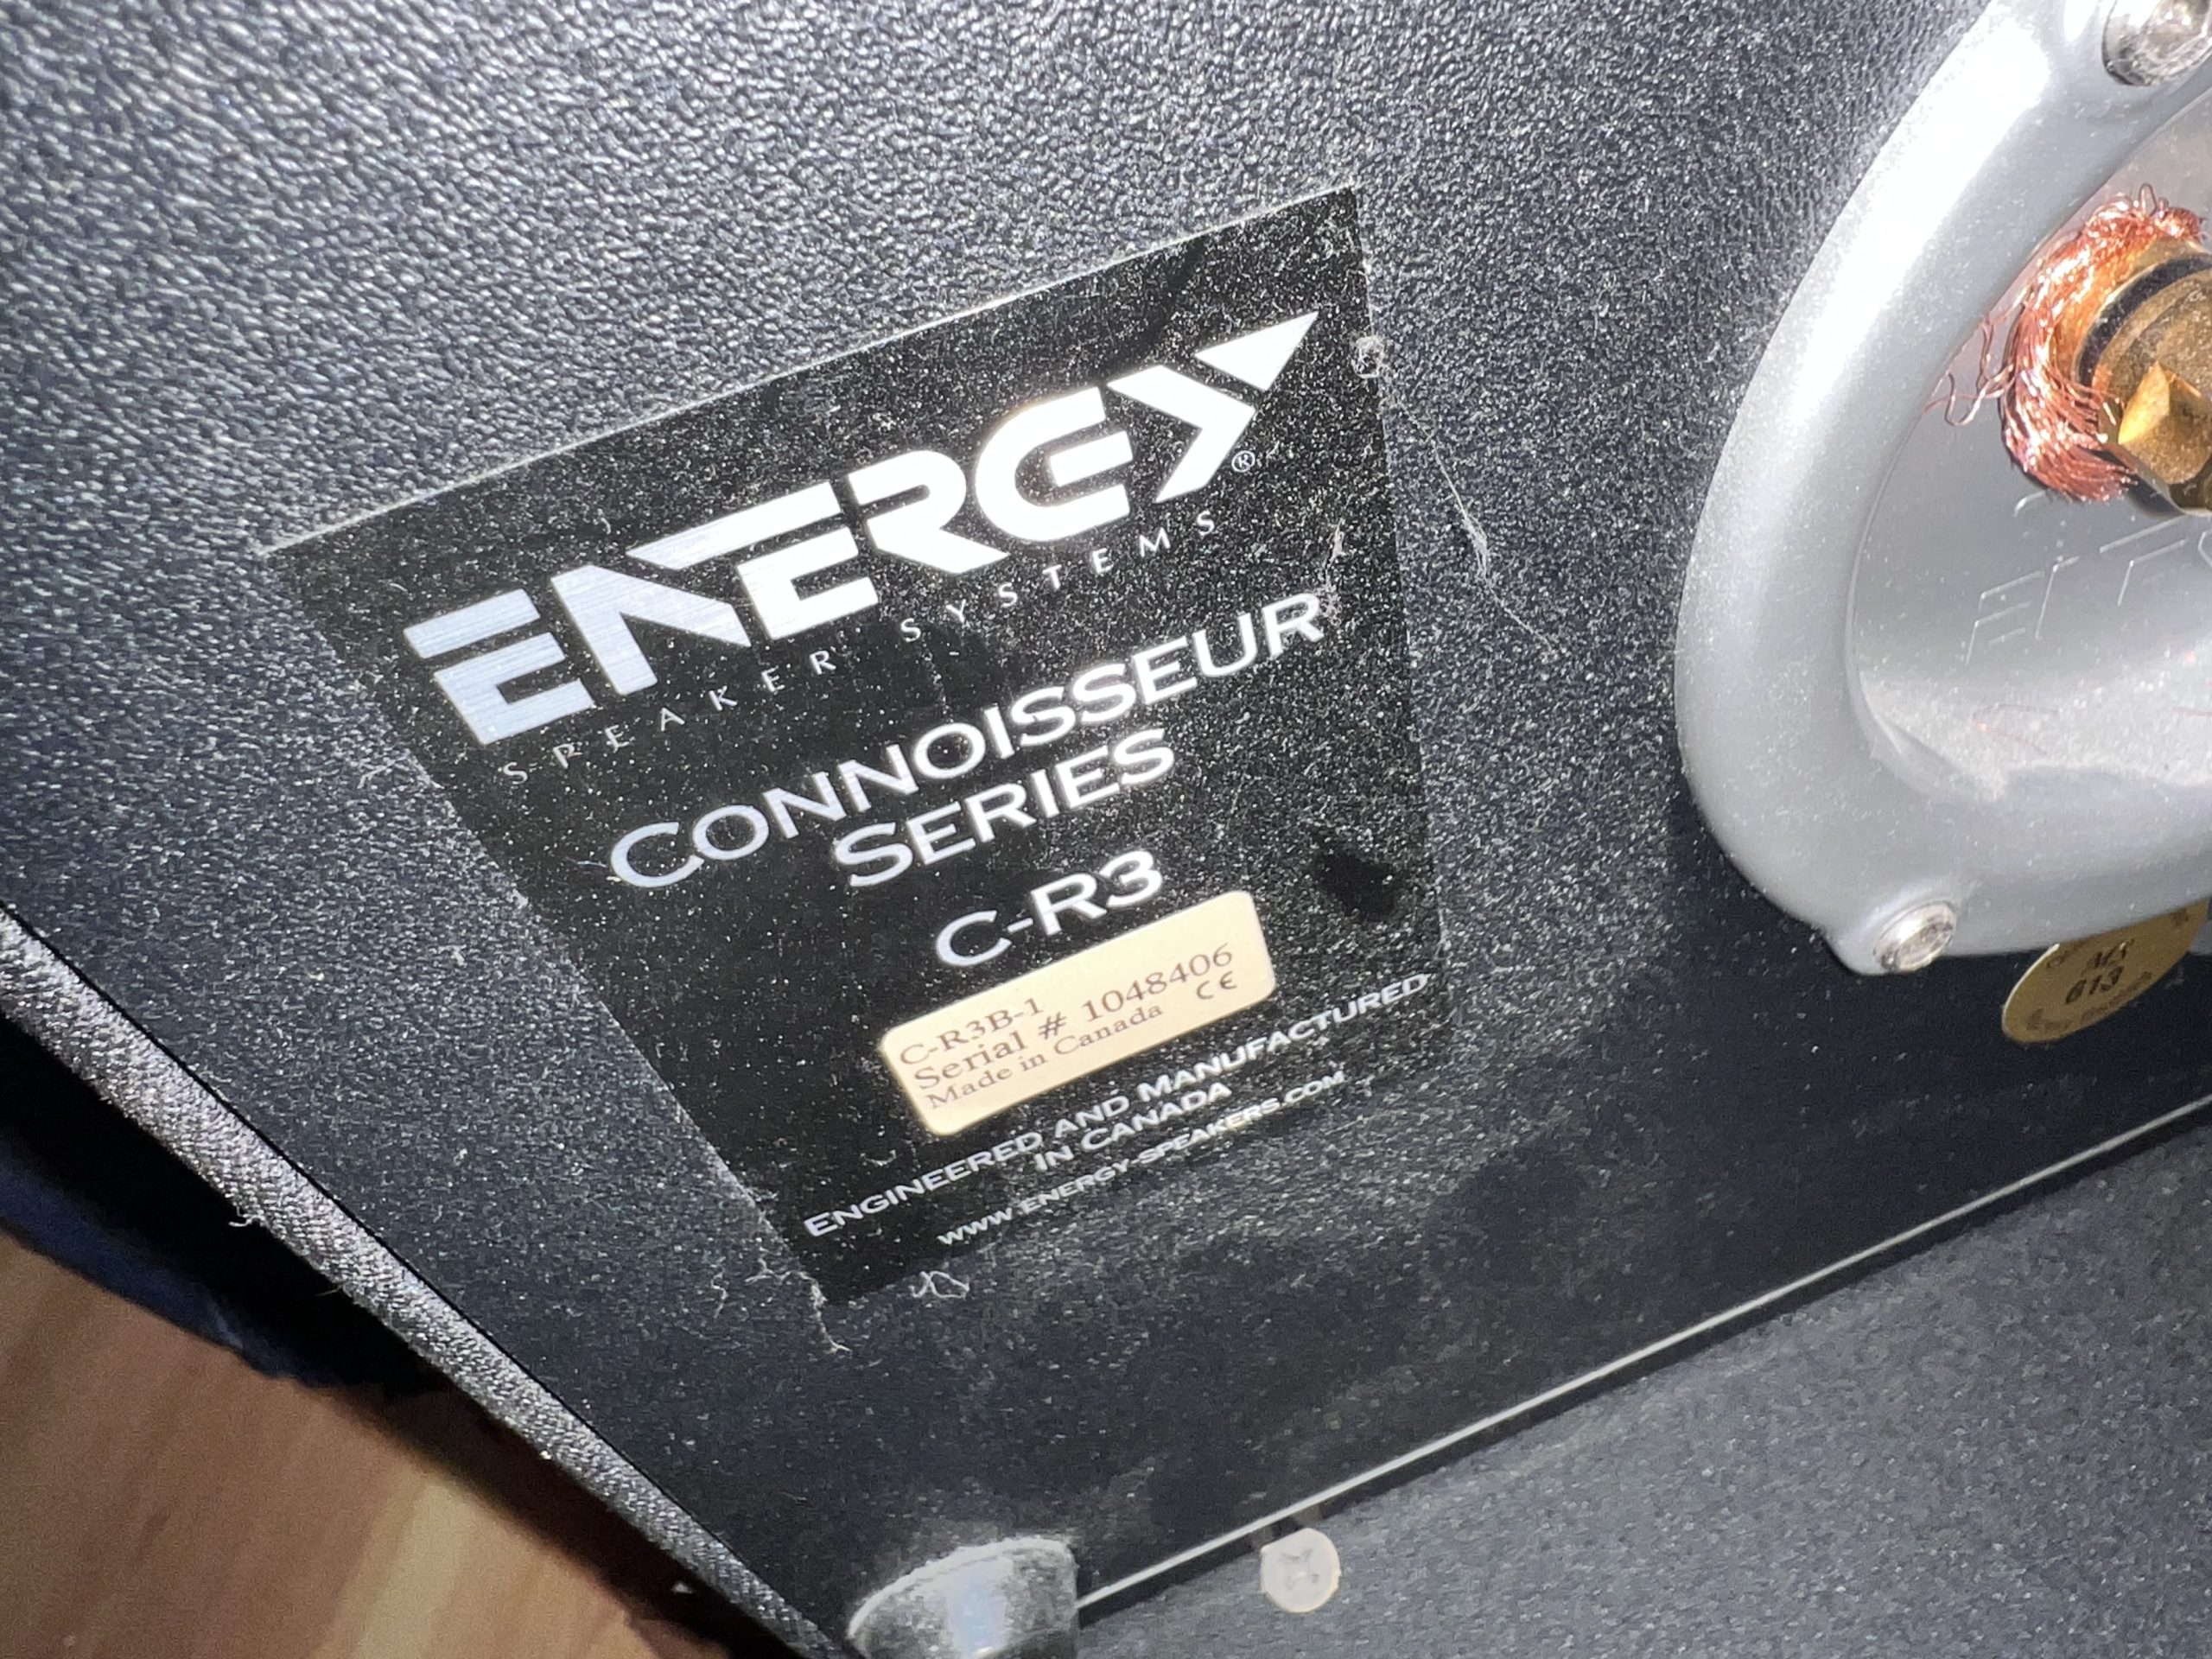 ENERGY®
SPEAKER SYSTEMS
CONNOISSEUR
SERIES
C-R3
C-R3B-1
Serial # 1048406
Made in Canada CE
ENGINEERED AND MANUFACTURED
IN CANADA
WWW.ENERGY-SPEAKERS.COM
613